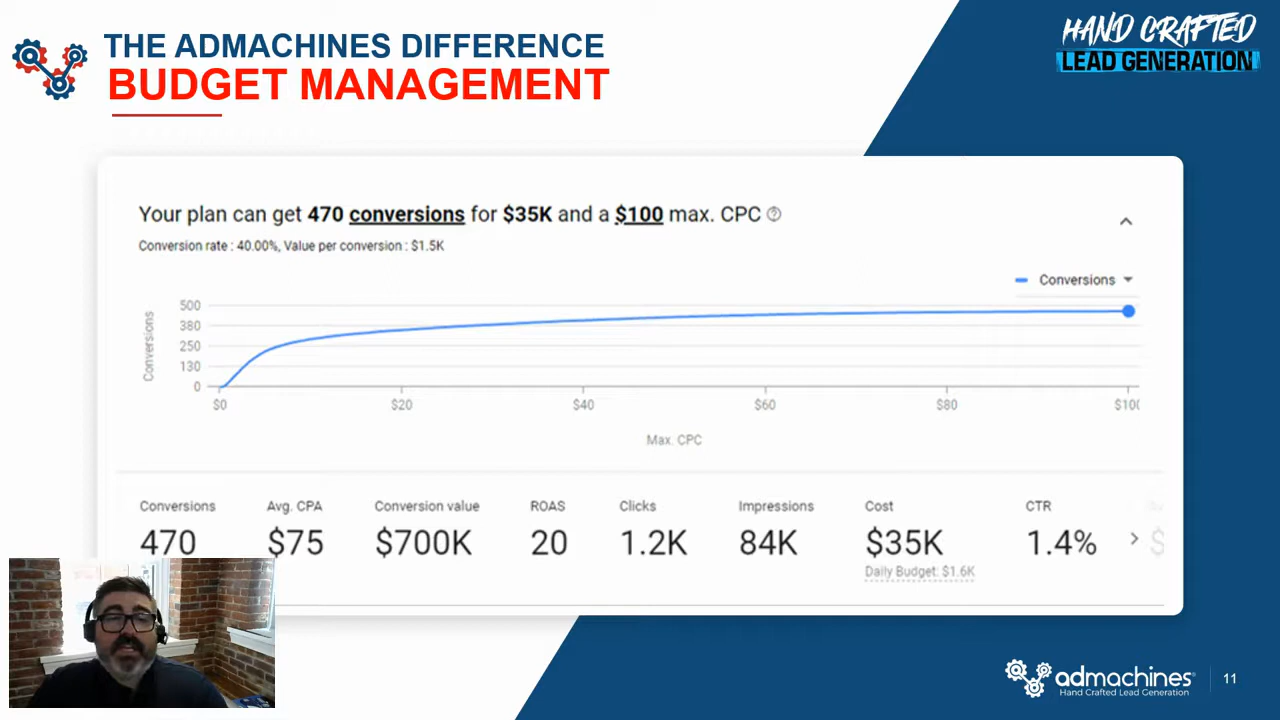 THE ADMACHINES DIFFERENCE
BUDGET MANAGEMENT
HAND CRAFTED
LEAD GENERATION
Your plan can get 470 conversions for $35K and a $100 max. CPC
Conversion rate : 40.00%, Value per conversion : $1.5K
Conversions
500
380
250
130
0
Conversions
$0 $20 $40 $60 $80 $100
Max. CPC
Conversions Avg. CPA Conversion value ROAS Clicks Impressions Cost CTR
470 $75 $700K 20 1.2K 84K $35K 1.4% $
Daily Budget: $1.6K
admachines
Hand Crafted Lead Generation
11